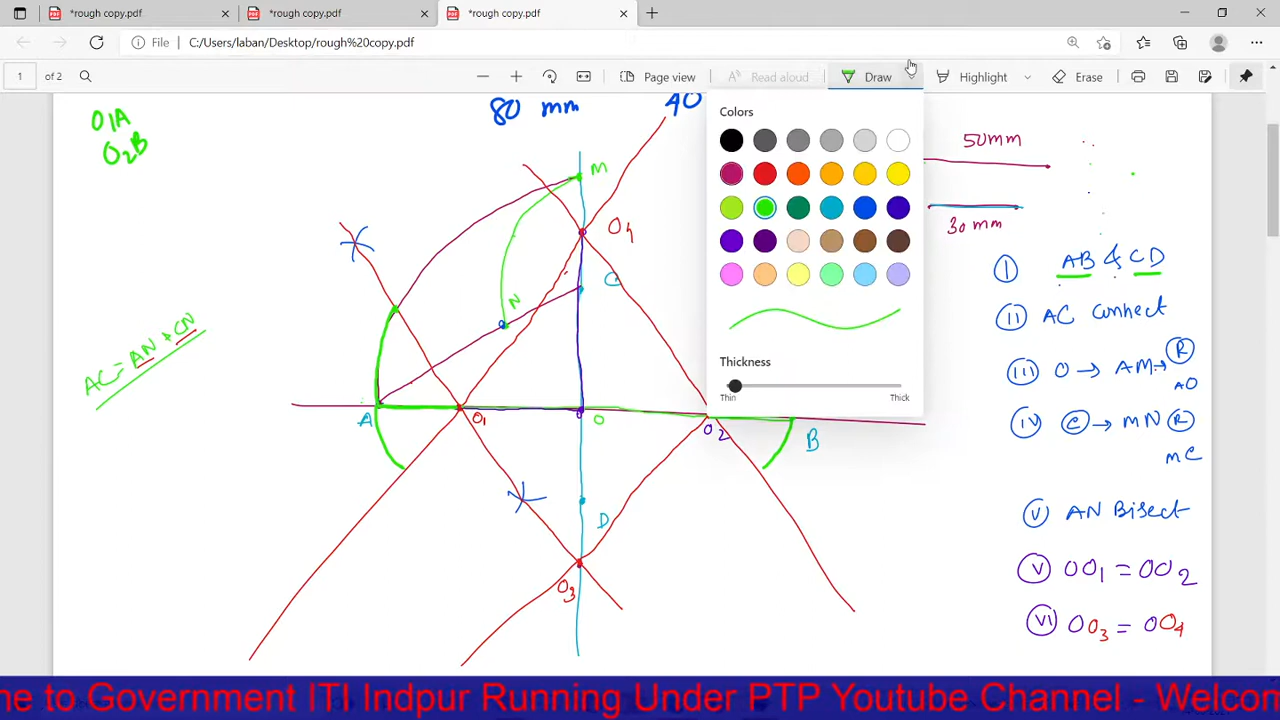 *rough copy.pdf
*rough copy.pdf
*rough copy.pdf
File
C:/Users/laban/Desktop/rough%20copy.pdf
1
of 2
Page view
Read aloud
Draw
Highlight
Erase
Colors
Thickness
Thin
Thick
O1A
O2B
80 mm
40
50mm
30mm
M
O4
C
N
AC = AN + CN
A
O1
O
O2
B
D
O3
I AB & CD
II AC Connect
III O → AM → R
AO
IV C → MN R
MC
V AN Bisect
V OO1 = OO2
VI OO3 = OO4
ne to Government ITI Indpur Running Under PTP Youtube Channel - Welcom